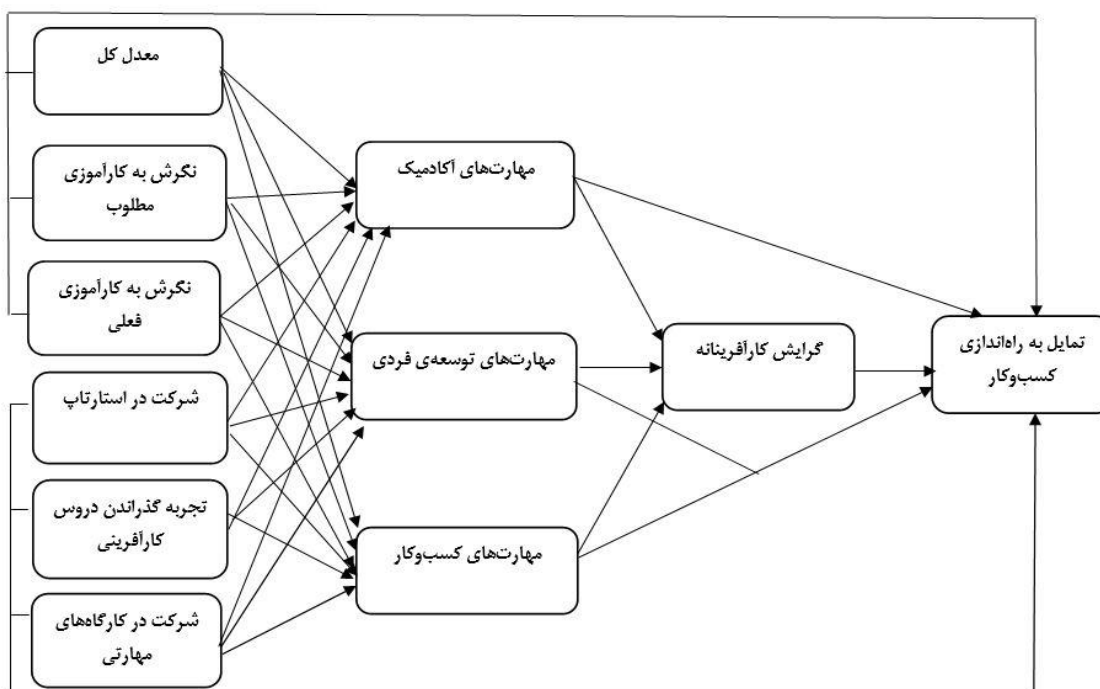 معدل کل
نگرش به کارآموزی
مطلوب
نگرش به کارآموزی
فعلی
شرکت در استارتاپ
تجربه گذراندن دروس
کارآفرینی
شرکت در کارگاه‌های
مهارتی
مهارت‌های آکادمیک
مهارت‌های توسعه‌ی فردی
مهارت‌های کسب‌وکار
گرایش کارآفرینانه
تمایل به راه‌اندازی
کسب‌وکار